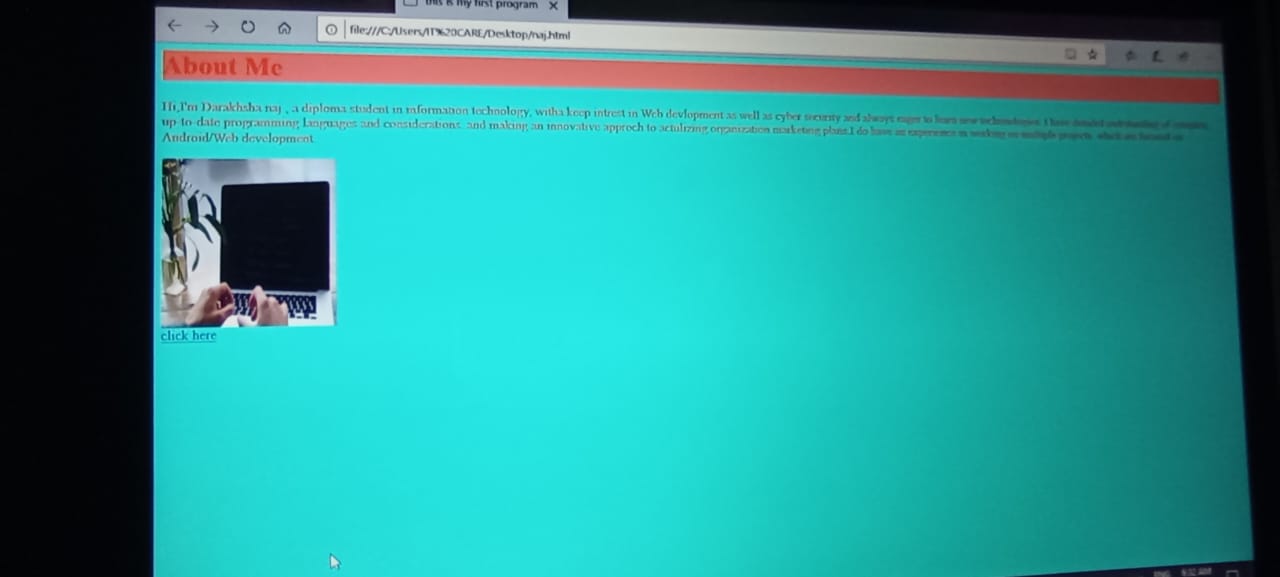 this is my first program
file:///C:/Users/IT%20CARE/Desktop/naj.html
About Me
Hi,I'm Darakhsha naj , a diploma student in information technology, witha keep intrest in Web devlopment as well as cyber security and always eager to learn new technologies. I have
up-to-date programming languages and considerations, and making an innovative approch to actulizing organization marketing plans.I do have an experience in working on multiple projects, which are focused on
Android/Web development.
click here